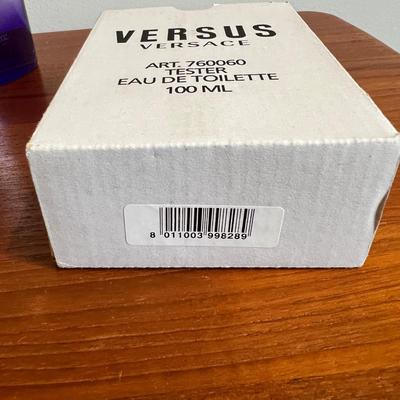 VERSUS
VERSACE
ART. 760060
TESTER
EAU DE TOILETTE
100 ML
8 011003 998289